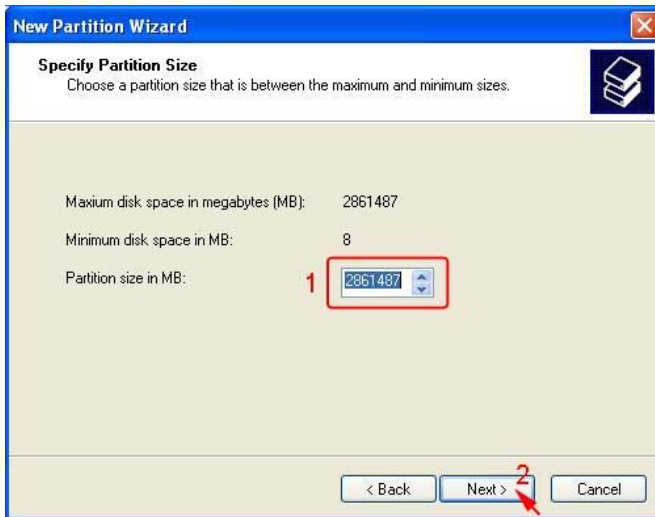 New Partition Wizard
Specify Partition Size
Choose a partition size that is between the maximum and minimum sizes.
Maxium disk space in megabytes (MB): 2861487
Minimum disk space in MB: 8
Partition size in MB: 1 2861487
< Back Next > 2 Cancel